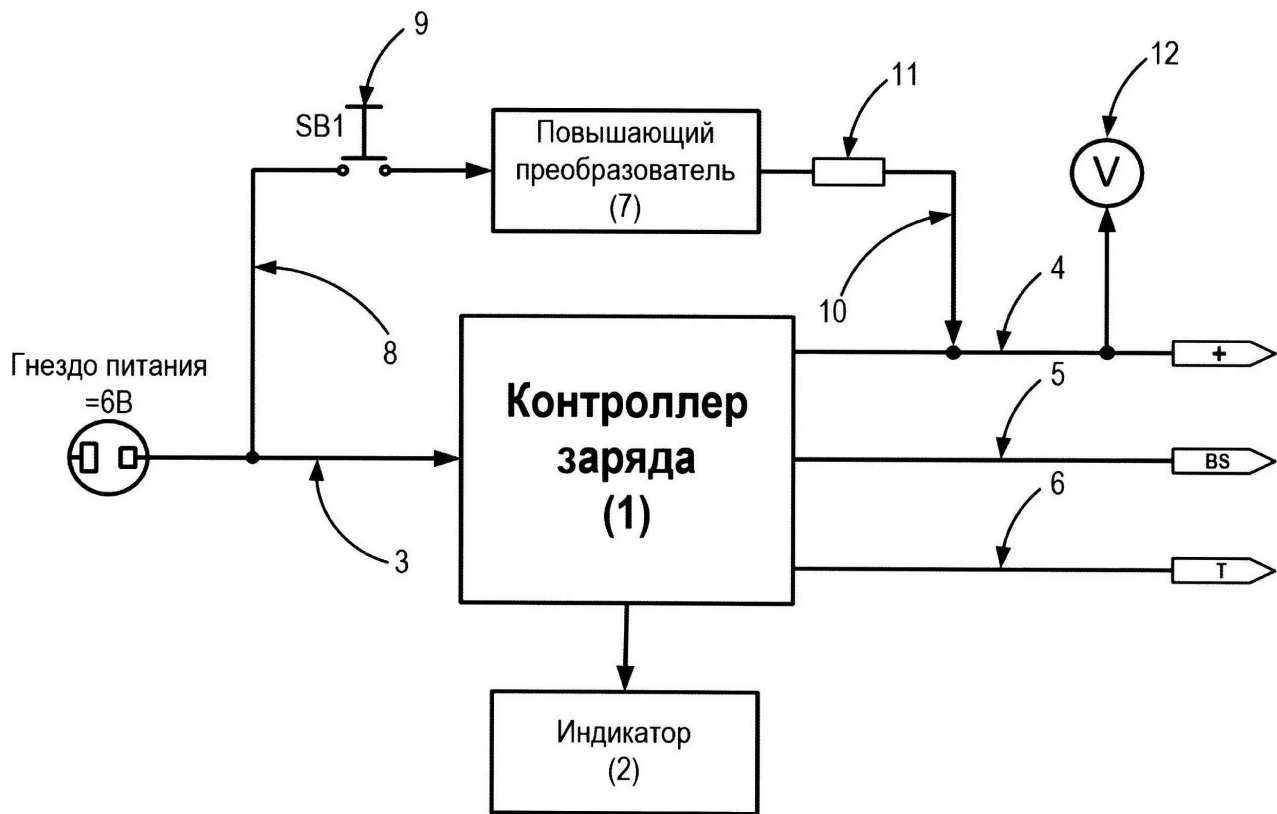 9
12
11
SB1
Повышающий
преобразователь
(7)
V
10
4
8
Гнездо питания
=6В
+
Контроллер
заряда
(1)
5
BS
6
3
T
Индикатор
(2)